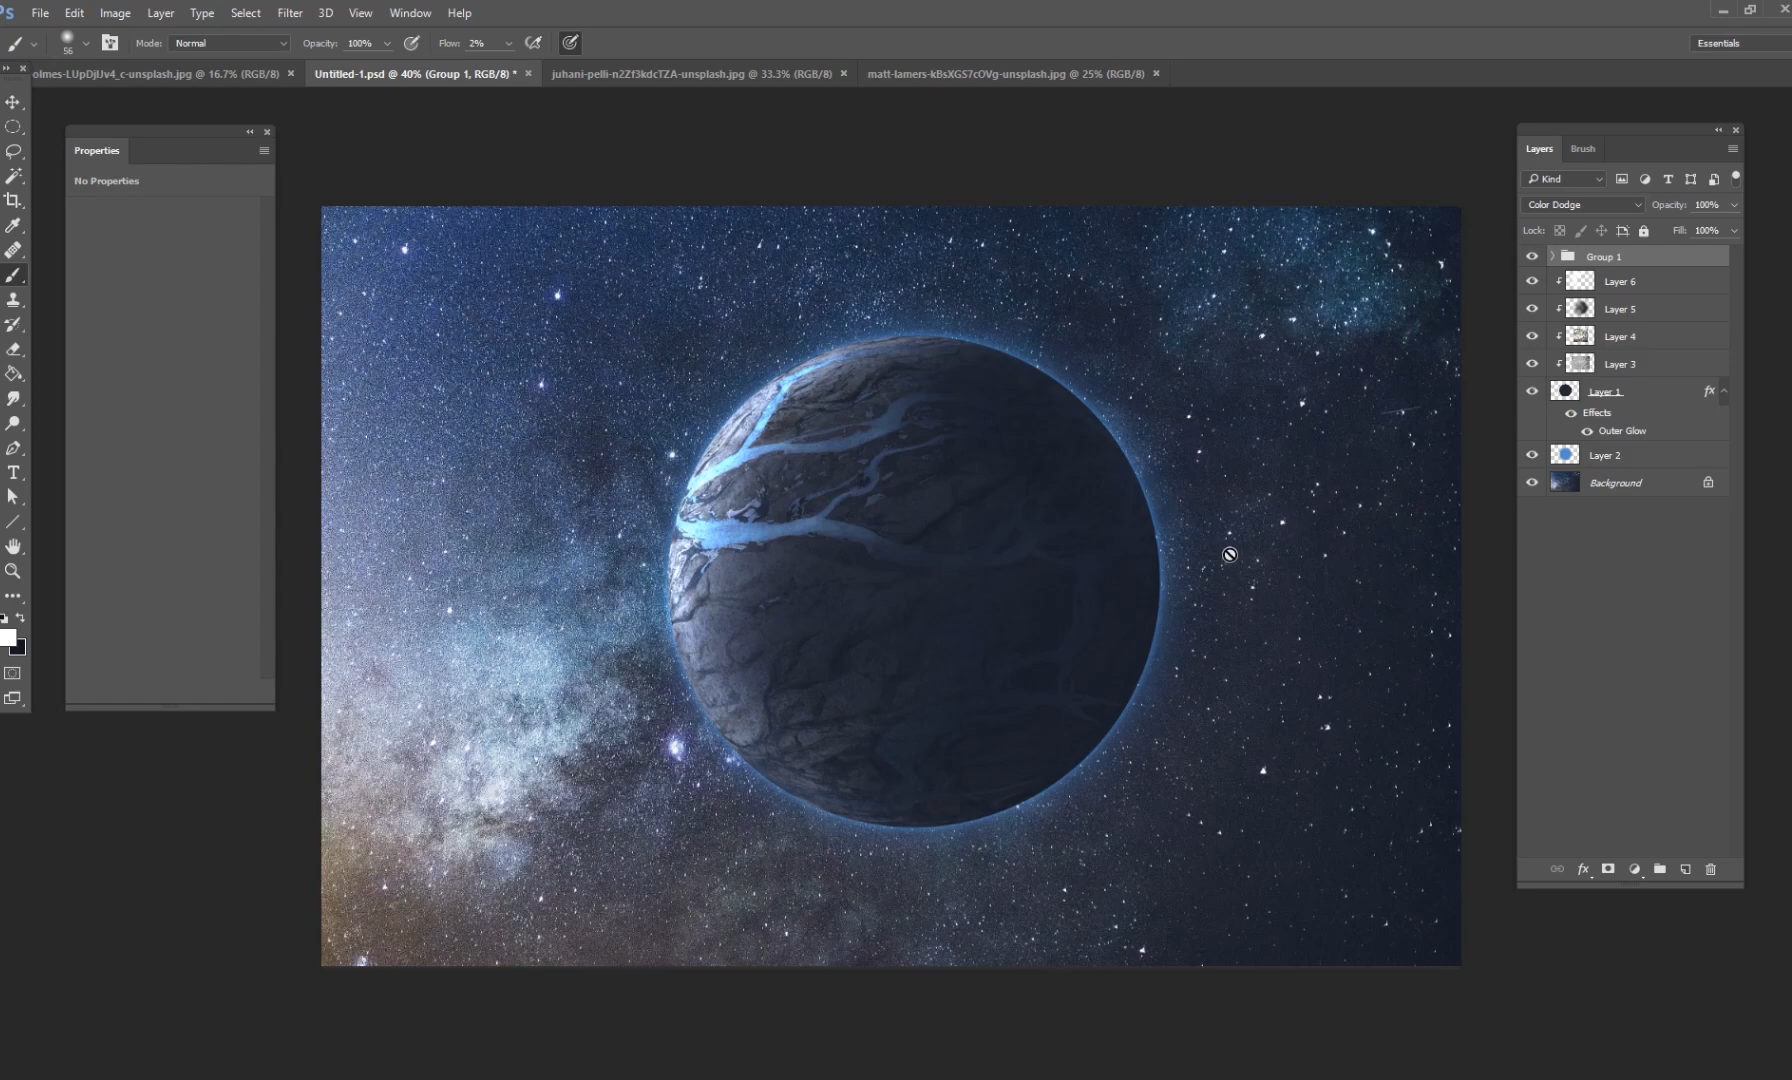 File Edit Image Layer Type Select Filter 3D View Window Help
56 Mode: Normal Opacity: 100% Flow: 2% Essentials
olmes-LUpDjlJv4_c-unsplash.jpg @ 16.7% (RGB/8) × Untitled-1.psd @ 40% (Group 1, RGB/8) * × juhani-pelli-n2Zf3kdcTZA-unsplash.jpg @ 33.3% (RGB/8) × matt-lamers-kBsXGS7cOVg-unsplash.jpg @ 25% (RGB/8) ×
Properties
No Properties
Layers Brush
Kind
Color Dodge Opacity: 100%
Lock: Fill: 100%
Group 1
Layer 6
Layer 5
Layer 4
Layer 3
Layer 1 fx
Effects
Outer Glow
Layer 2
Background
fx